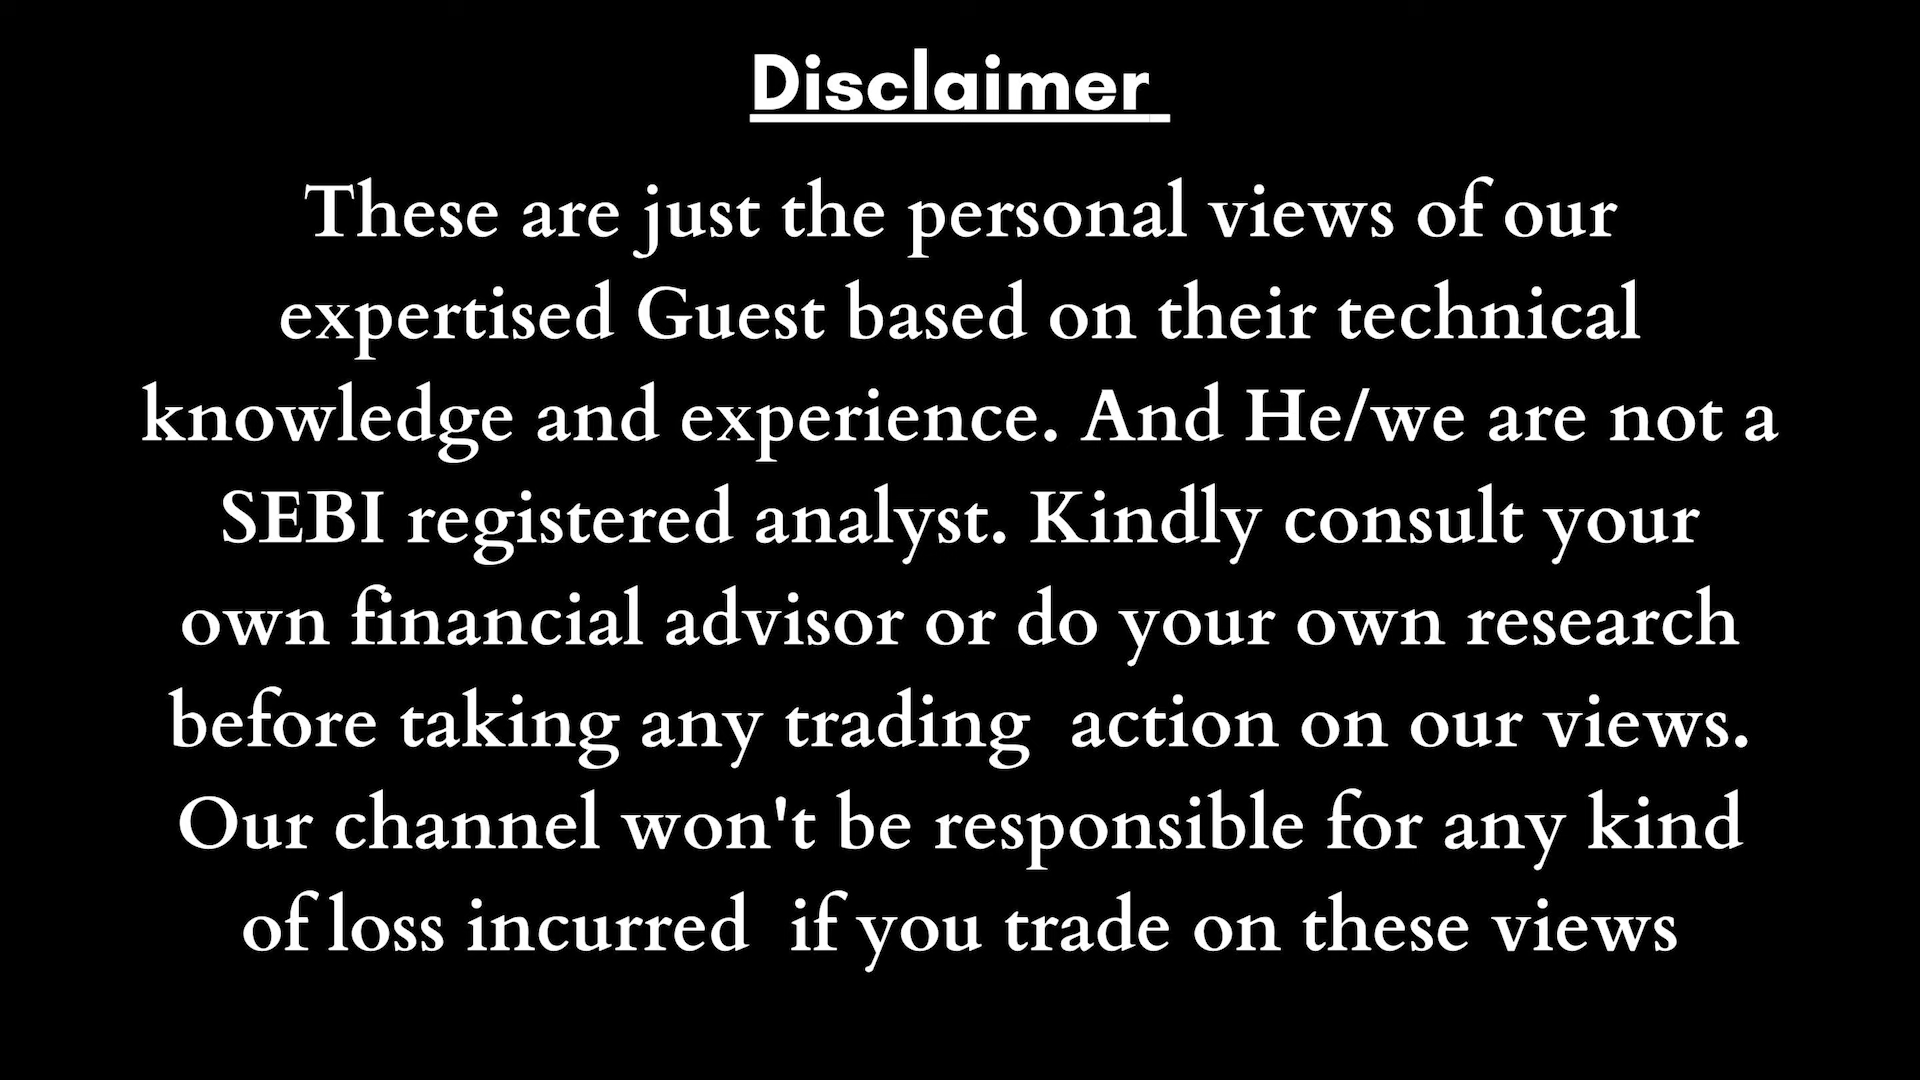 Disclaimer
These are just the personal views of our
expertised Guest based on their technical
knowledge and experience. And He/we are not a
SEBI registered analyst. Kindly consult your
own financial advisor or do your own research
before taking any trading  action on our views.
Our channel won't be responsible for any kind
of loss incurred  if you trade on these views